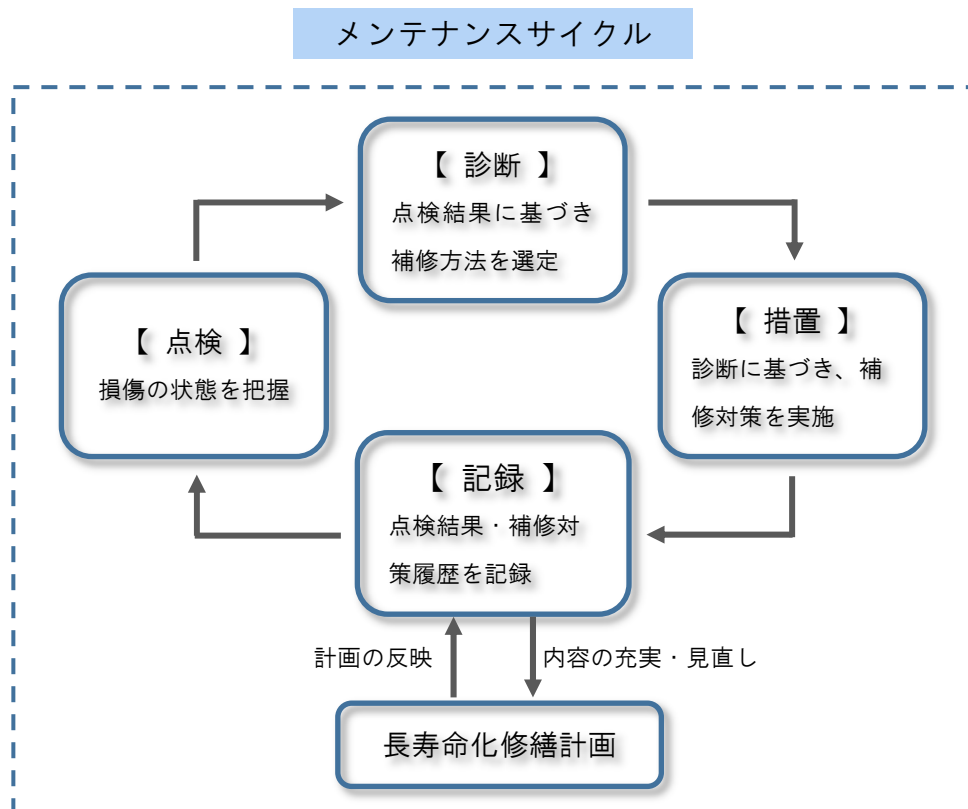 メンテナンスサイクル
【 診断 】
点検結果に基づき
補修方法を選定
【 点検 】
損傷の状態を把握
【 措置 】
診断に基づき、補
修対策を実施
【 記録 】
点検結果・補修対
策履歴を記録
計画の反映
内容の充実・見直し
長寿命化修繕計画